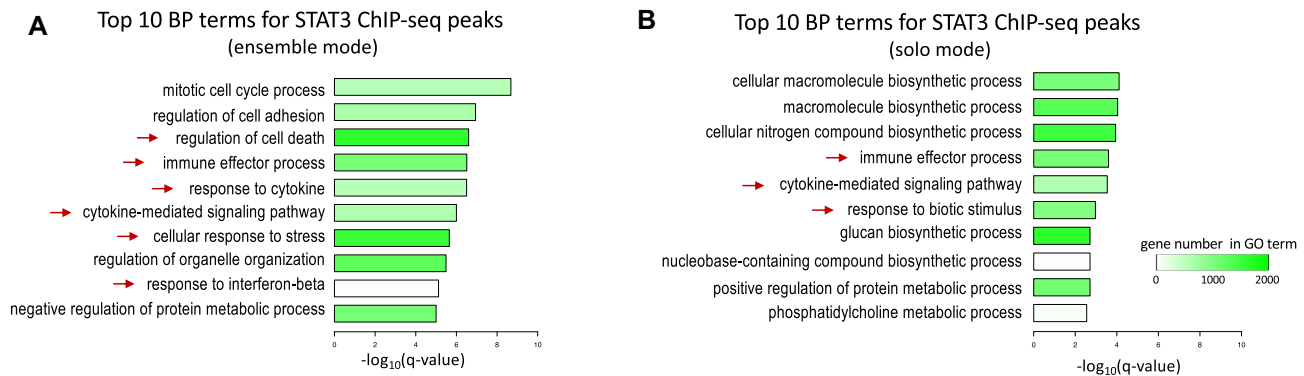 A
Top 10 BP terms for STAT3 ChIP-seq peaks
(ensemble mode)
mitotic cell cycle process
regulation of cell adhesion
regulation of cell death
immune effector process
response to cytokine
cytokine-mediated signaling pathway
cellular response to stress
regulation of organelle organization
response to interferon-beta
negative regulation of protein metabolic process
0 2 4 6 8 10
-log10(q-value)
B
Top 10 BP terms for STAT3 ChIP-seq peaks
(solo mode)
cellular macromolecule biosynthetic process
macromolecule biosynthetic process
cellular nitrogen compound biosynthetic process
immune effector process
cytokine-mediated signaling pathway
response to biotic stimulus
glucan biosynthetic process
nucleobase-containing compound biosynthetic process
positive regulation of protein metabolic process
phosphatidylcholine metabolic process
0 2 4 6 8 10
-log10(q-value)
gene number in GO term
0 1000 2000